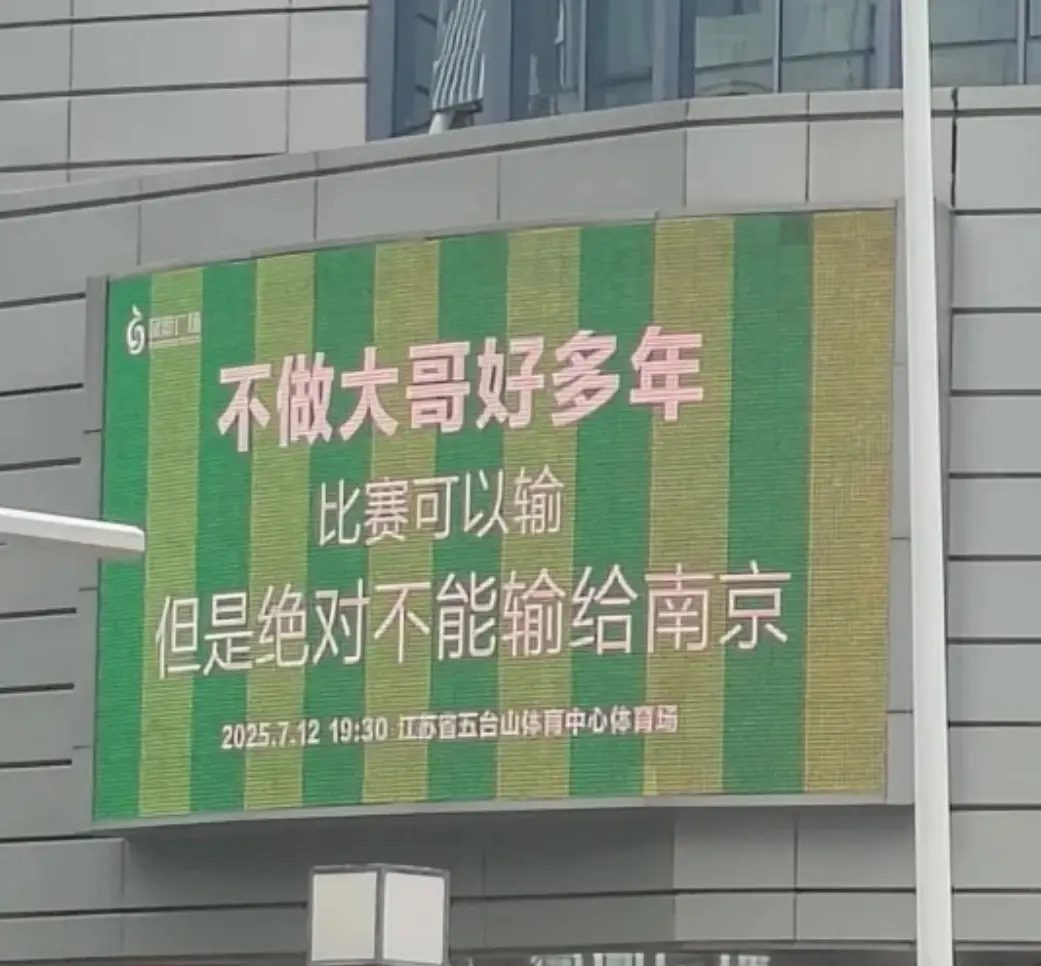 广场
不做大哥好多年
比赛可以输
但是绝对不能输给南京
2025.7.12 19:30 江苏省五台山体育中心体育场